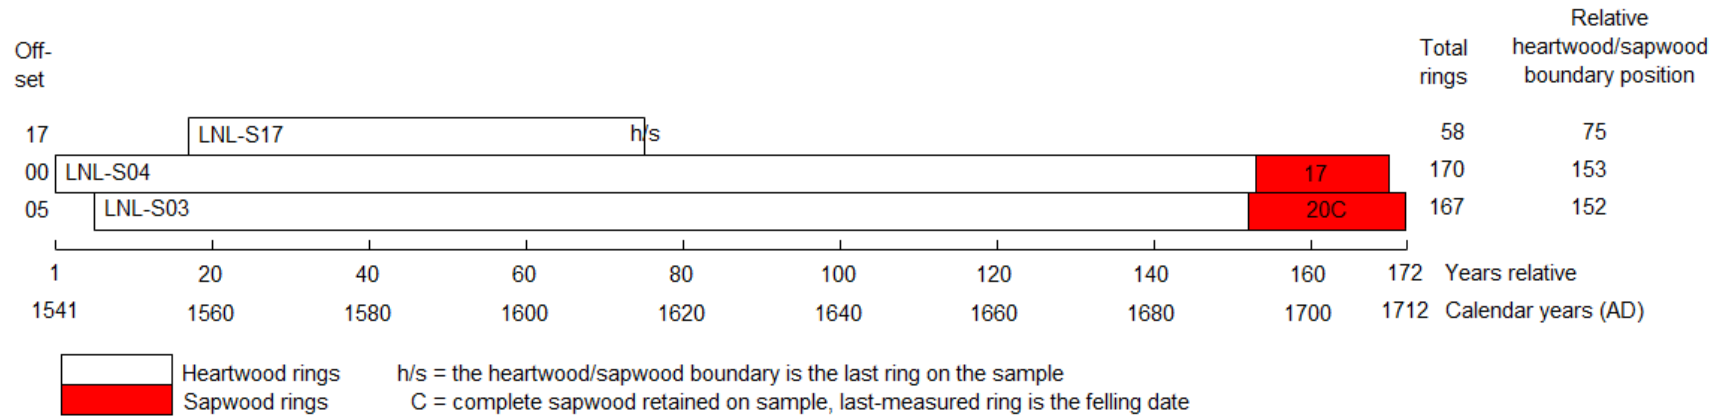 Off-
set
Total
rings
Relative
heartwood/sapwood
boundary position
17 LNL-S17 h/s 58 75
00 LNL-S04 17 170 153
05 LNL-S03 20C 167 152
1 20 40 60 80 100 120 140 160 172 Years relative
1541 1560 1580 1600 1620 1640 1660 1680 1700 1712 Calendar years (AD)
Heartwood rings h/s = the heartwood/sapwood boundary is the last ring on the sample
Sapwood rings C = complete sapwood retained on sample, last-measured ring is the felling date